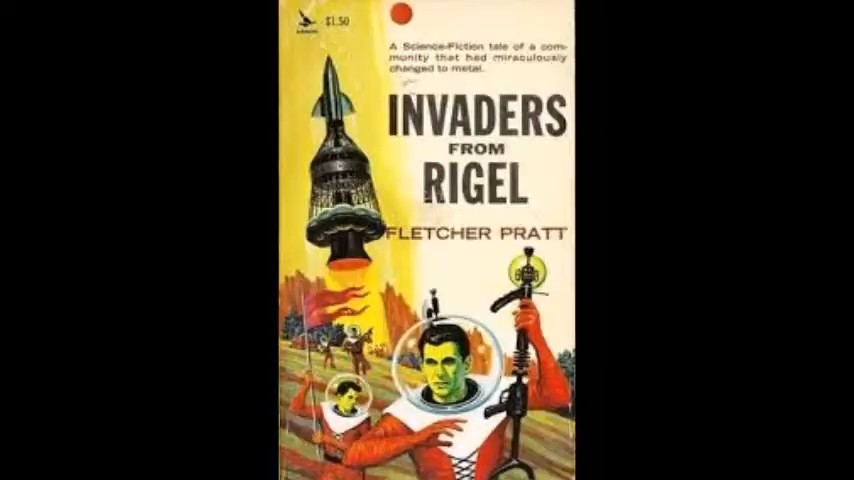 $1.50
A Science-Fiction tale of a com-
munity that had miraculously
changed to metal.
INVADERS
FROM
RIGEL
FLETCHER PRATT